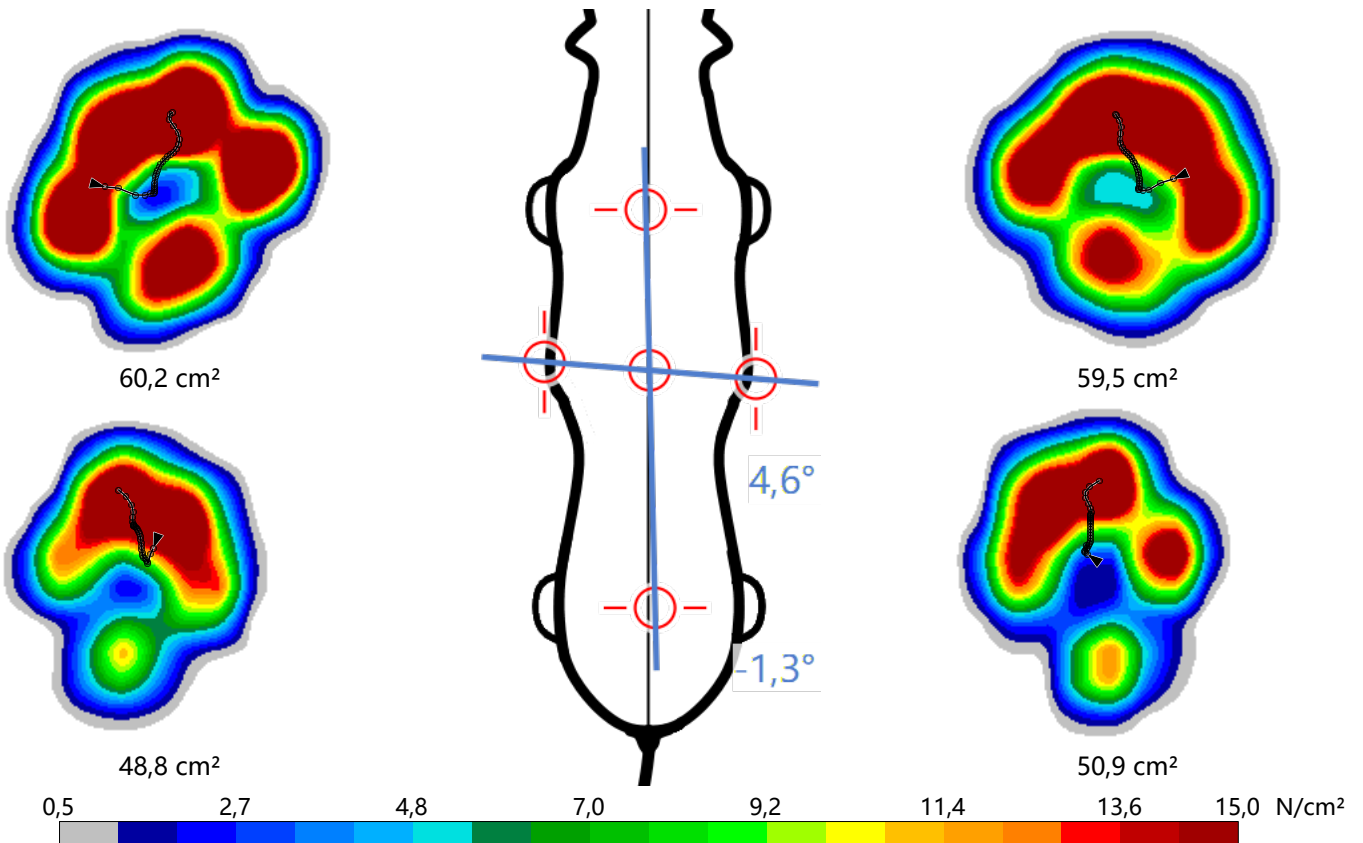 60,2 cm²
59,5 cm²
4,6°
-1,3°
48,8 cm²
50,9 cm²
0,5 2,7 4,8 7,0 9,2 11,4 13,6 15,0 N/cm²